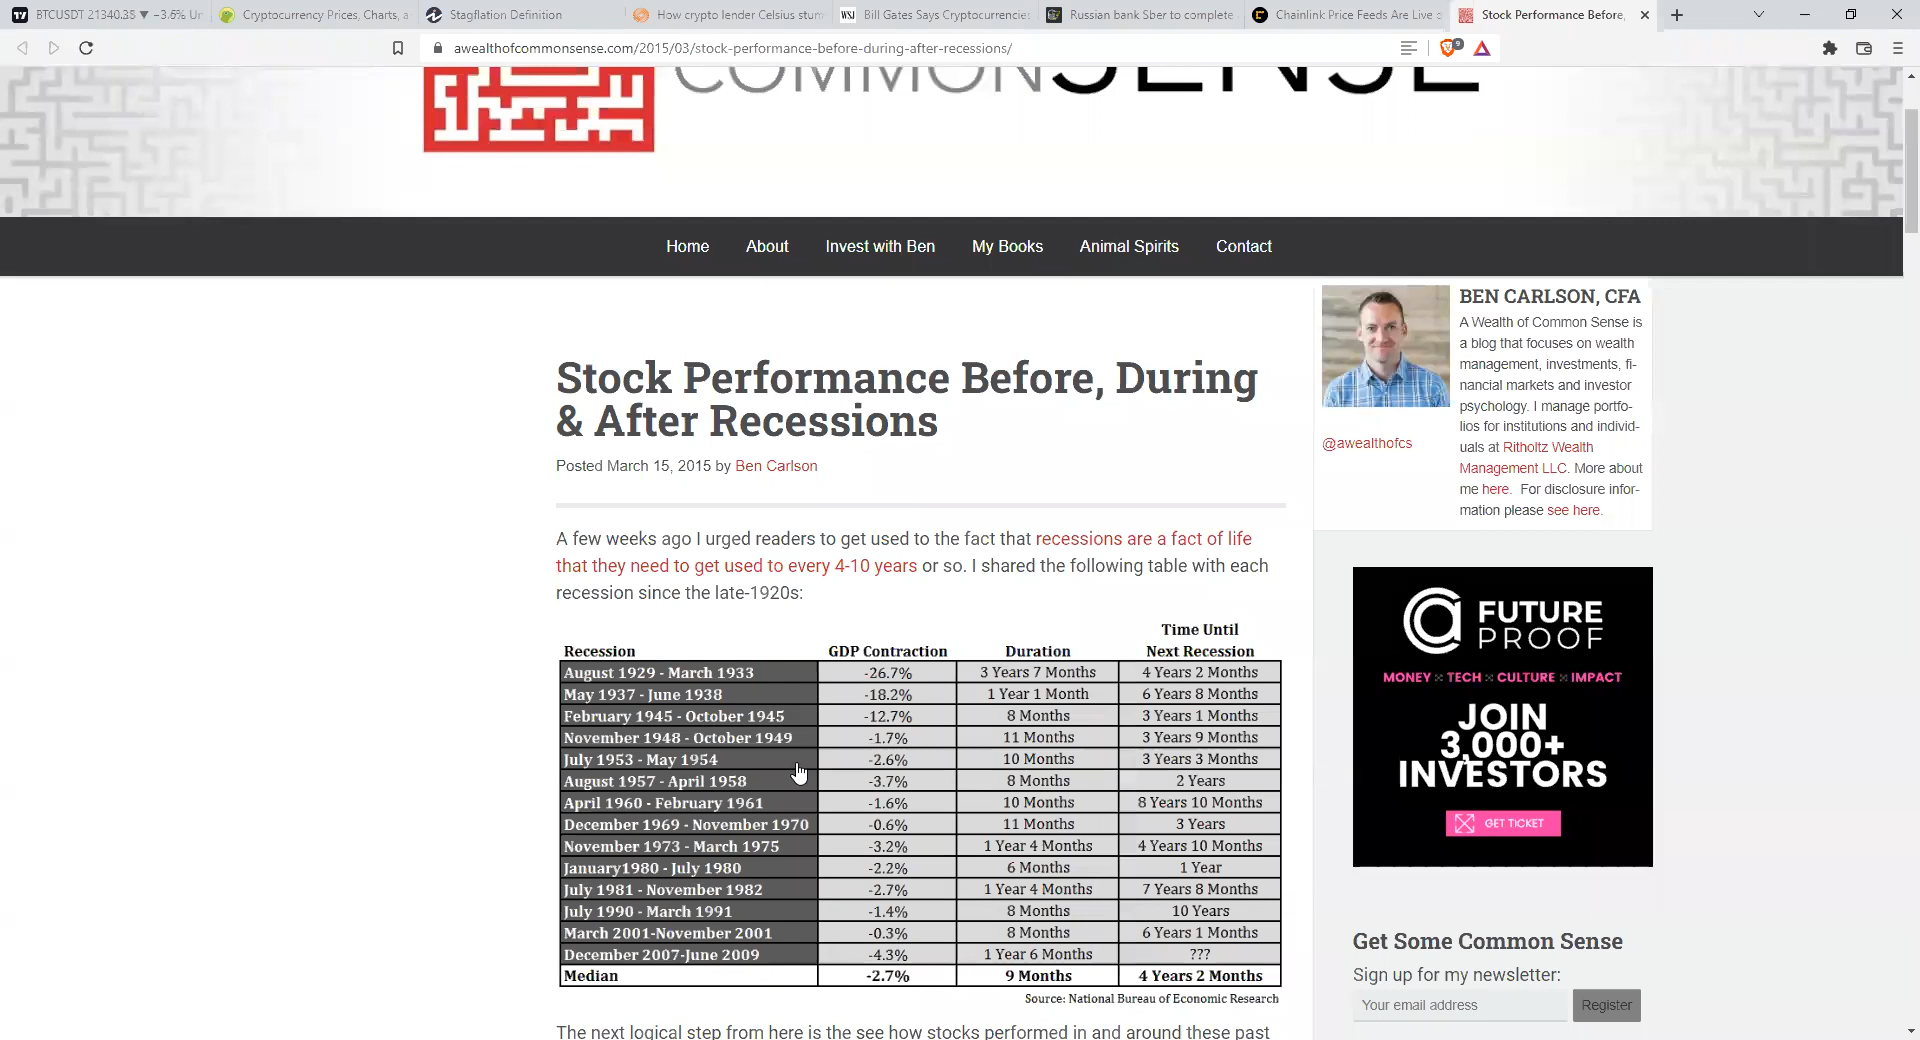 BTCUSDT 21340.35 ▼ −3.6% Un
Cryptocurrency Prices, Charts, a
Stagflation Definition
How crypto lender Celsius stum
WSJ
Bill Gates Says Cryptocurrencies
Russian bank Sber to complete
Chainlink Price Feeds Are Live o
Stock Performance Before,
awealthofcommonsense.com/2015/03/stock-performance-before-during-after-recessions/
9
COMMONSENSE
Home
About
Invest with Ben
My Books
Animal Spirits
Contact
Stock Performance Before, During
& After Recessions
Posted March 15, 2015 by Ben Carlson
A few weeks ago I urged readers to get used to the fact that recessions are a fact of life
that they need to get used to every 4-10 years or so. I shared the following table with each
recession since the late-1920s:
Time Until
Recession GDP Contraction Duration Next Recession
August 1929 - March 1933 -26.7% 3 Years 7 Months 4 Years 2 Months
May 1937 - June 1938 -18.2% 1 Year 1 Month 6 Years 8 Months
February 1945 - October 1945 -12.7% 8 Months 3 Years 1 Months
November 1948 - October 1949 -1.7% 11 Months 3 Years 9 Months
July 1953 - May 1954 -2.6% 10 Months 3 Years 3 Months
August 1957 - April 1958 -3.7% 8 Months 2 Years
April 1960 - February 1961 -1.6% 10 Months 8 Years 10 Months
December 1969 - November 1970 -0.6% 11 Months 3 Years
November 1973 - March 1975 -3.2% 1 Year 4 Months 4 Years 10 Months
January1980 - July 1980 -2.2% 6 Months 1 Year
July 1981 - November 1982 -2.7% 1 Year 4 Months 7 Years 8 Months
July 1990 - March 1991 -1.4% 8 Months 10 Years
March 2001-November 2001 -0.3% 8 Months 6 Years 1 Months
December 2007-June 2009 -4.3% 1 Year 6 Months ???
Median -2.7% 9 Months 4 Years 2 Months
Source: National Bureau of Economic Research
The next logical step from here is the see how stocks performed in and around these past
BEN CARLSON, CFA
A Wealth of Common Sense is
a blog that focuses on wealth
management, investments, fi-
nancial markets and investor
psychology. I manage portfo-
lios for institutions and individ-
uals at Ritholtz Wealth
Management LLC. More about
me here. For disclosure infor-
mation please see here.
@awealthofcs
FUTURE
PROOF
MONEY TECH CULTURE IMPACT
JOIN
3,000+
INVESTORS
GET TICKET
Get Some Common Sense
Sign up for my newsletter:
Your email address
Register